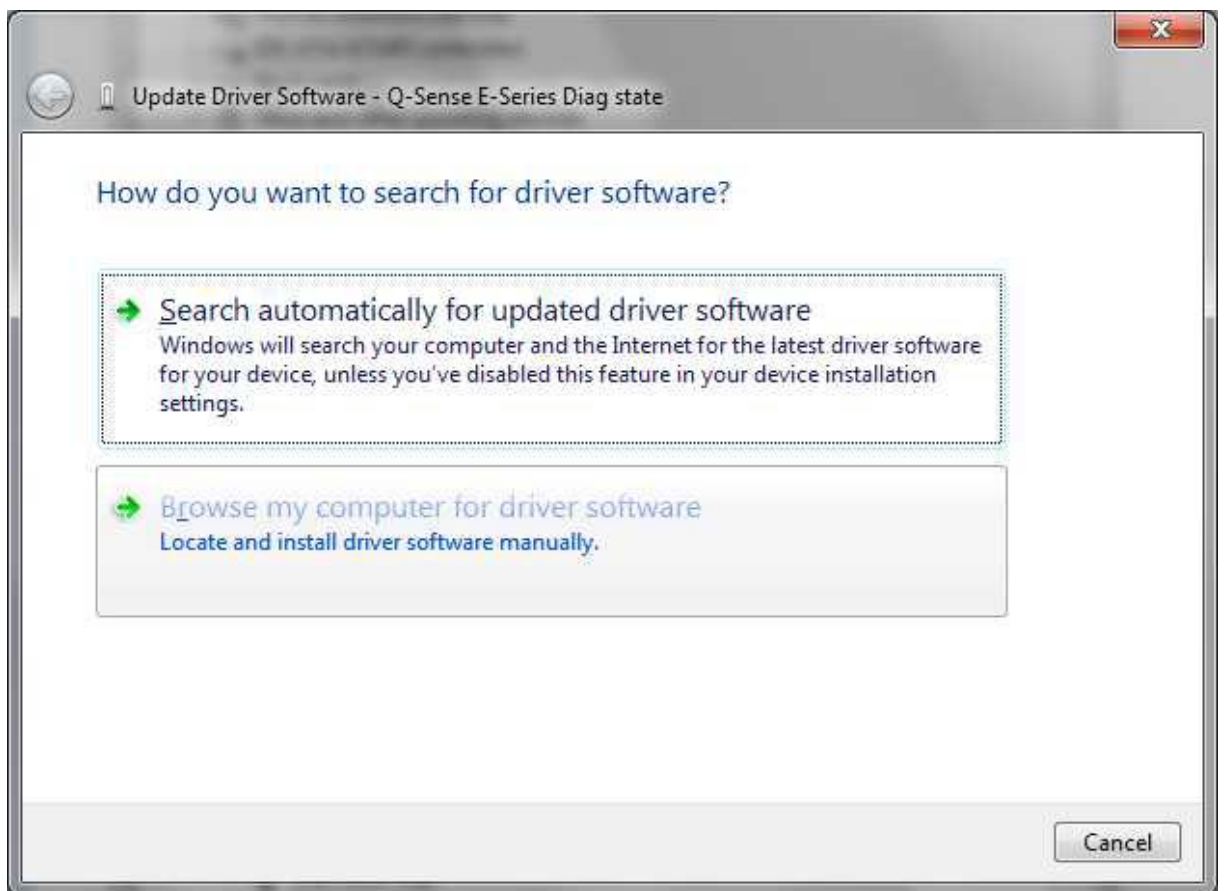 Update Driver Software - Q-Sense E-Series Diag state
How do you want to search for driver software?
Search automatically for updated driver software
Windows will search your computer and the Internet for the latest driver software
for your device, unless you've disabled this feature in your device installation
settings.
Browse my computer for driver software
Locate and install driver software manually.
Cancel